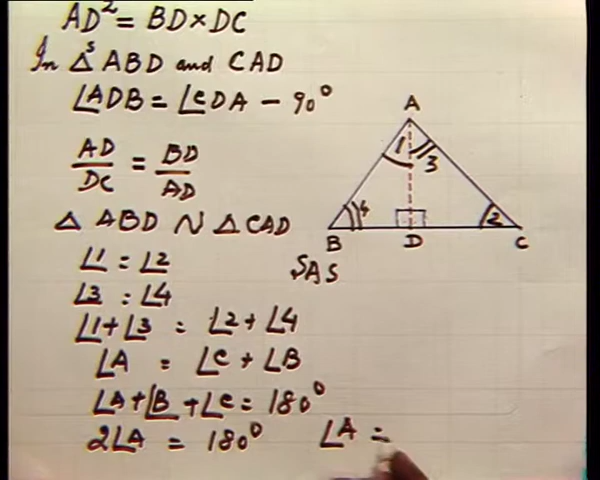 AD² = BD × DC
In Δˢ ABD and CAD
∠ADB = ∠CDA - 90°
AD/DC = BD/AD
Δ ABD ~ Δ CAD
SAS
∠1 = ∠2
∠3 = ∠4
∠1 + ∠3 = ∠2 + ∠4
∠A = ∠C + ∠B
∠A + ∠B + ∠C = 180°
2∠A = 180° ∠A =
A
1 3
4 2
B D C